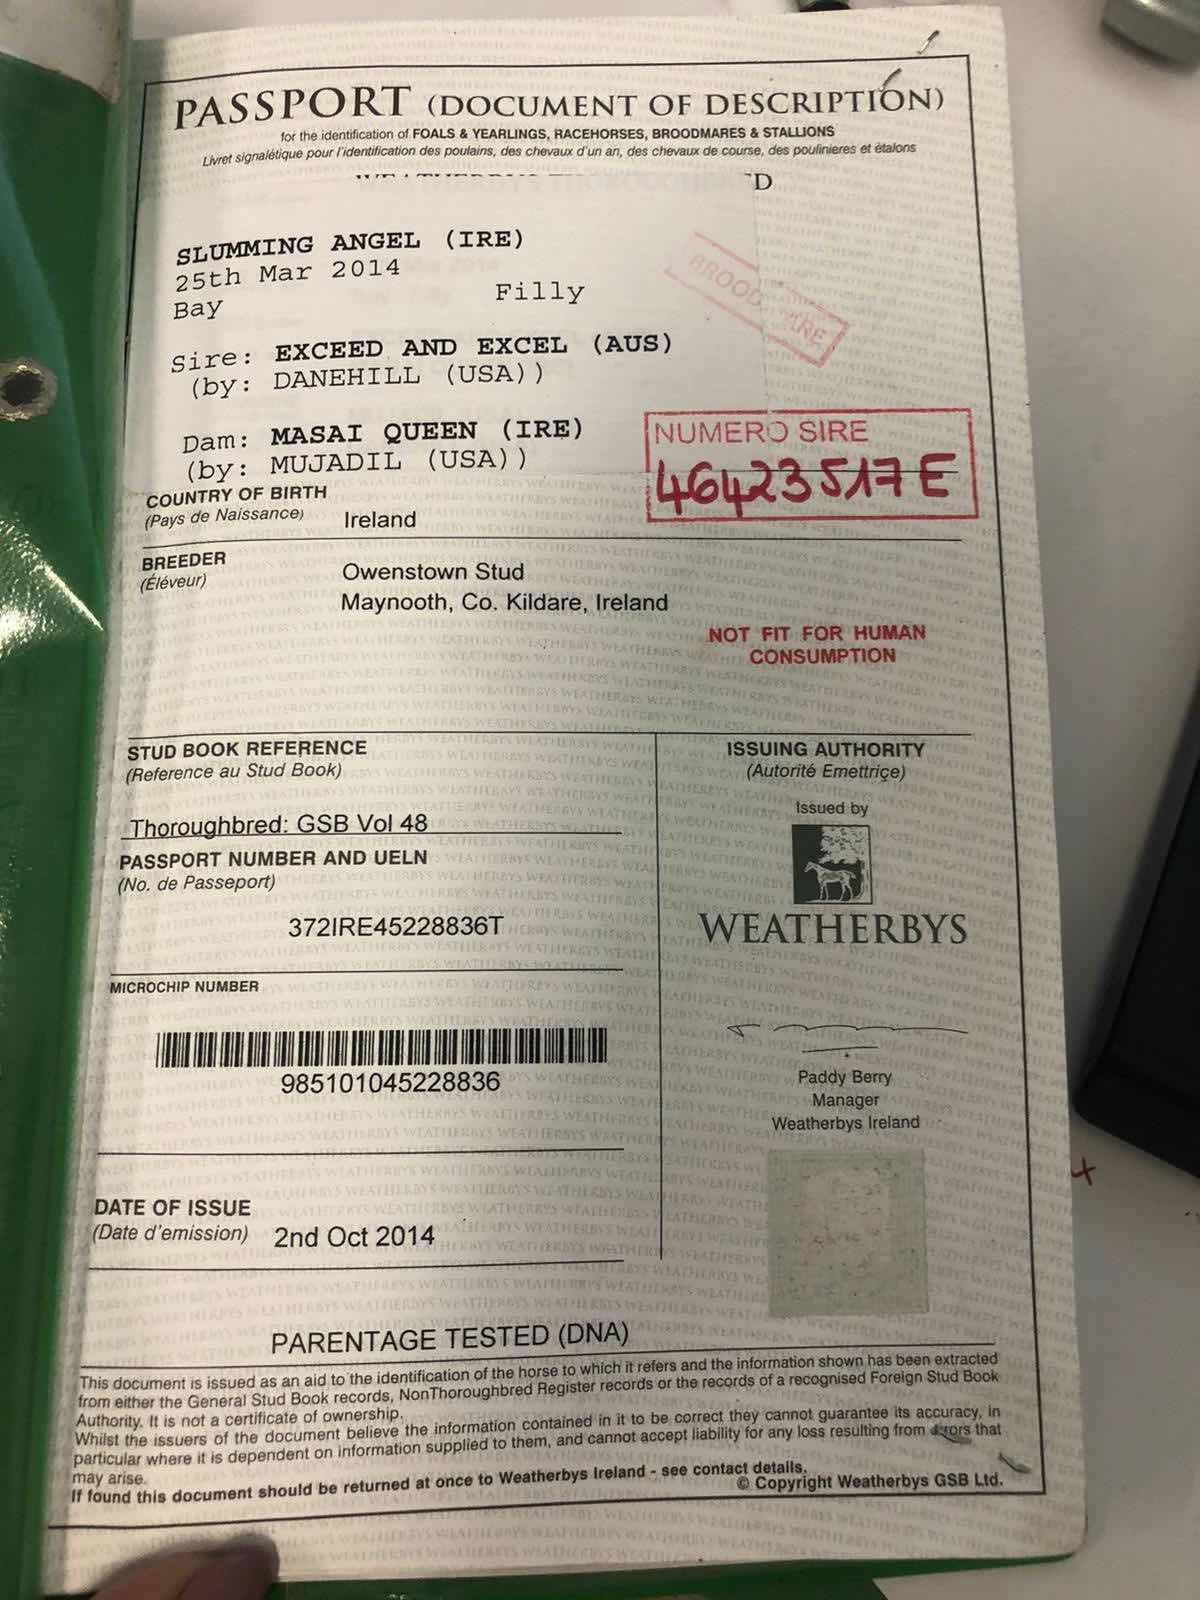 PASSPORT (DOCUMENT OF DESCRIPTION)
for the identification of FOALS & YEARLINGS, RACEHORSES, BROODMARES & STALLIONS
Livret signalétique pour l'identification des poulains, des chevaux d'un an, des chevaux de course, des poulinieres et étalons
SLUMMING ANGEL (IRE)
25th Mar 2014
Bay Filly
Sire: EXCEED AND EXCEL (AUS)
(by: DANEHILL (USA))
Dam: MASAI QUEEN (IRE)
(by: MUJADIL (USA))
NUMERO SIRE
46423517E
COUNTRY OF BIRTH
(Pays de Naissance) Ireland
BREEDER
(Éléveur)
Owenstown Stud
Maynooth, Co. Kildare, Ireland
NOT FIT FOR HUMAN
CONSUMPTION
STUD BOOK REFERENCE
(Reference au Stud Book)
Thoroughbred: GSB Vol 48
PASSPORT NUMBER AND UELN
(No. de Passeport)
372IRE45228836T
MICROCHIP NUMBER
985101045228836
DATE OF ISSUE
(Date d'emission) 2nd Oct 2014
ISSUING AUTHORITY
(Autorité Emettriçe)
Issued by
WEATHERBYS
Paddy Berry
Manager
Weatherbys Ireland
PARENTAGE TESTED (DNA)
This document is issued as an aid to the identification of the horse to which it refers and the information shown has been extracted
from either the General Stud Book records, NonThoroughbred Register records or the records of a recognised Foreign Stud Book
Authority. It is not a certificate of ownership.
Whilst the issuers of the document believe the information contained in it to be correct they cannot guarantee its accuracy, in
particular where it is dependent on information supplied to them, and cannot accept liability for any loss resulting from errors that
may arise.
If found this document should be returned at once to Weatherbys Ireland - see contact details.
© Copyright Weatherbys GSB Ltd.